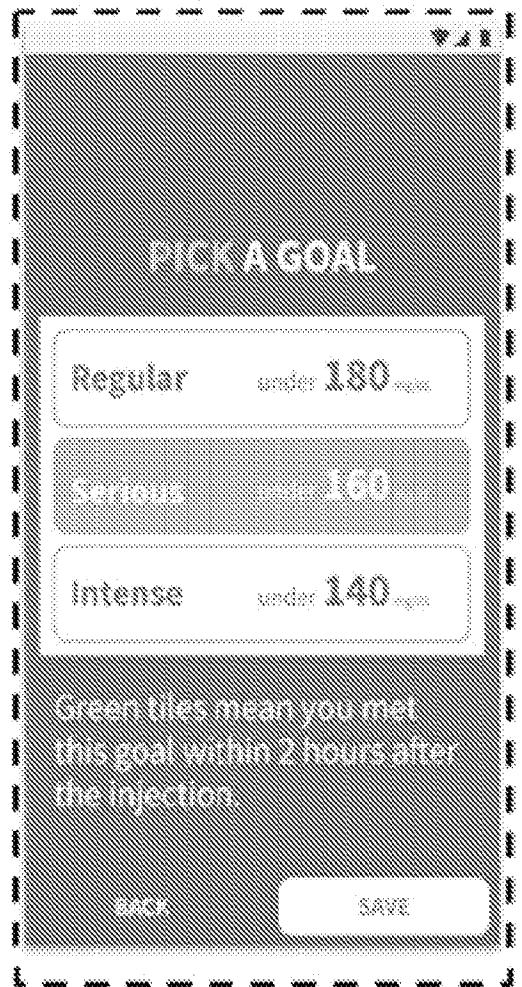 PICK A GOAL
Regular under 180
Serious under 160
Intense under 140
Green tiles mean you met
this goal within 2 hours after
the injection.
BACK SAVE